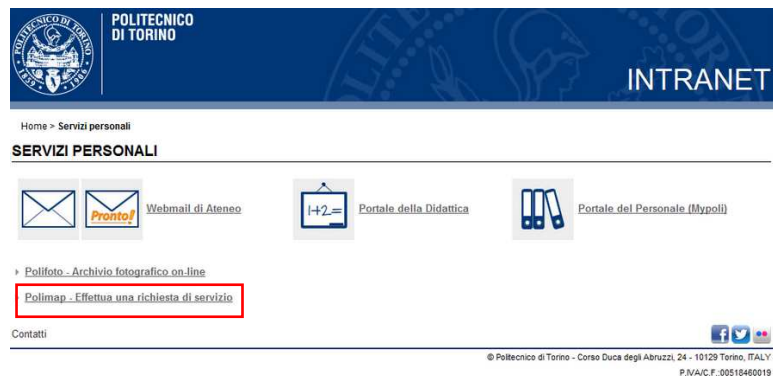 POLITECNICO
DI TORINO
INTRANET
Home > Servizi personali
SERVIZI PERSONALI
Pronto!
Webmail di Ateneo
1+2=
Portale della Didattica
Portale del Personale (Mypoli)
Polifoto - Archivio fotografico on-line
Polimap - Effettua una richiesta di servizio
Contatti
© Politecnico di Torino - Corso Duca degli Abruzzi, 24 - 10129 Torino, ITALY
P.IVA/C.F.:00518460019